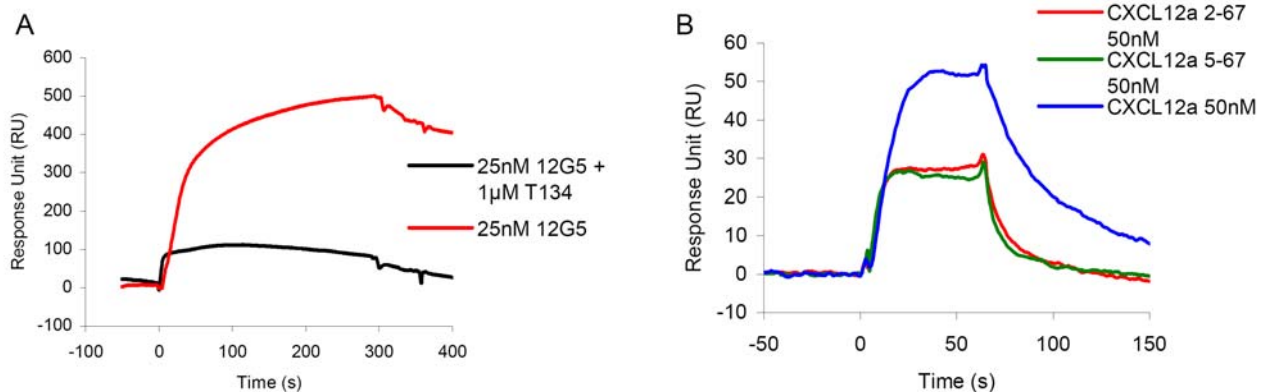 A
600
500
400
300
200
100
0
-100
Response Unit (RU)
-100
0
100
200
300
400
Time (s)
25nM 12G5 +
1µM T134
25nM 12G5
B
60
50
40
30
20
10
0
-10
Response Unit (RU)
-50
0
50
100
150
Time (s)
CXCL12a 2-67
50nM
CXCL12a 5-67
50nM
CXCL12a 50nM